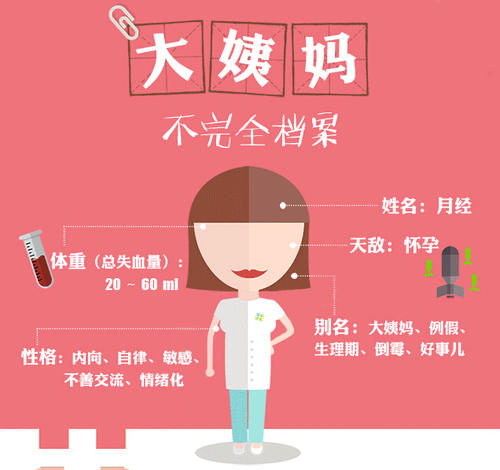 大姨妈
不完全档案
姓名：月经
天敌：怀孕
体重（总失血量）：
20 ~ 60 ml
别名：大姨妈、例假、
生理期、倒霉、好事儿
性格：内向、自律、敏感、
不善交流、情绪化